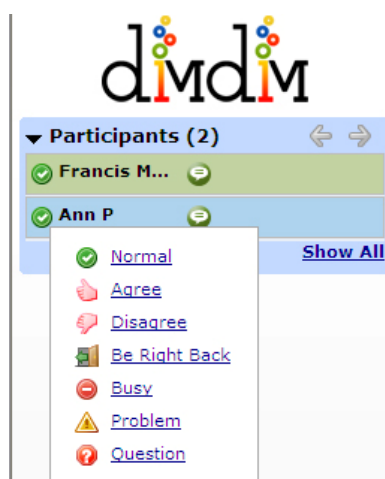 dimdim
Participants (2)
Francis M...
Ann P
Show All
Normal
Agree
Disagree
Be Right Back
Busy
Problem
Question